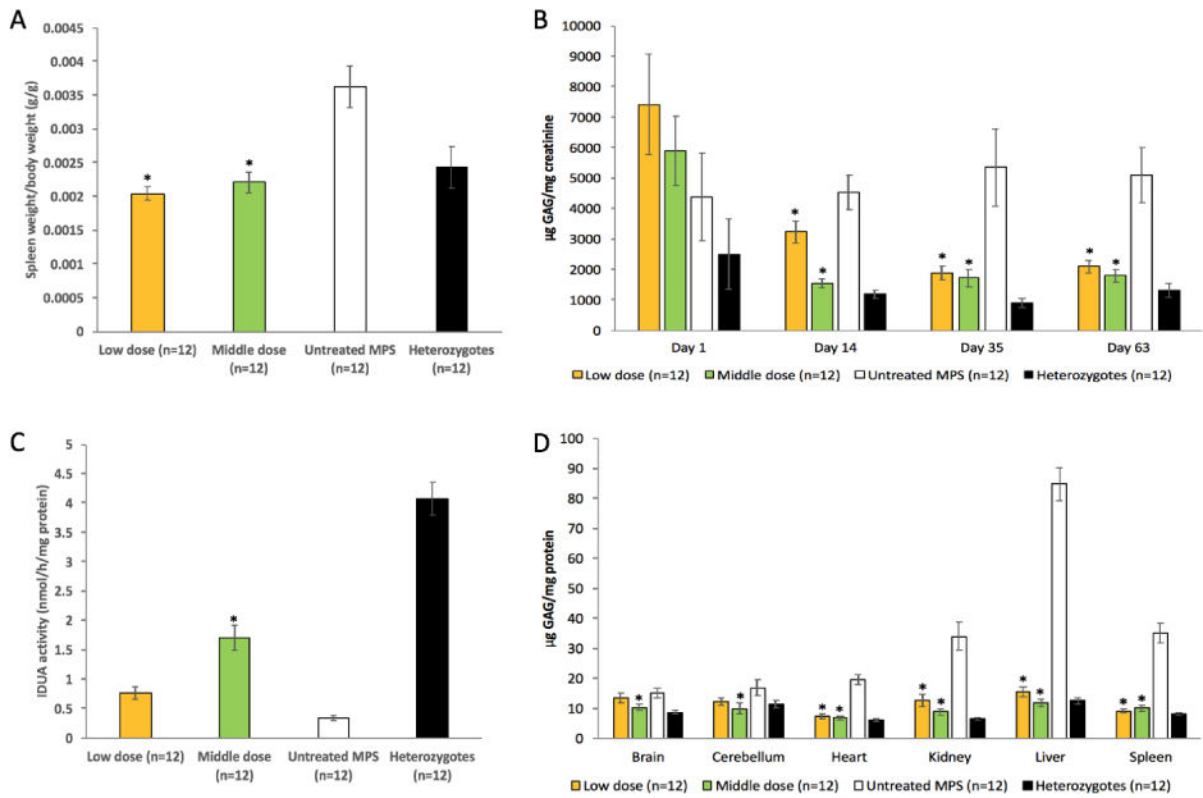 A
Spleen weight/body weight (g/g)
0.0045
0.004
0.0035
0.003
0.0025
0.002
0.0015
0.001
0.0005
0
*
*
Low dose (n=12)
Middle dose
(n=12)
Untreated MPS
(n=12)
Heterozygotes
(n=12)
B
µg GAG/mg creatinine
10000
9000
8000
7000
6000
5000
4000
3000
2000
1000
0
*
*
*
*
*
*
Day 1
Day 14
Day 35
Day 63
Low dose (n=12)
Middle dose (n=12)
Untreated MPS (n=12)
Heterozygotes (n=12)
C
IDUA activity (nmol/h/mg protein)
5
4.5
4
3.5
3
2.5
2
1.5
1
0.5
0
*
Low dose (n=12)
Middle dose
(n=12)
Untreated MPS
(n=12)
Heterozygotes
(n=12)
D
µg GAG/mg protein
100
90
80
70
60
50
40
30
20
10
0
*
*
*
*
*
*
*
*
*
*
Brain
Cerebellum
Heart
Kidney
Liver
Spleen
Low dose (n=12)
Middle dose (n=12)
Untreated MPS (n=12)
Heterozygotes (n=12)